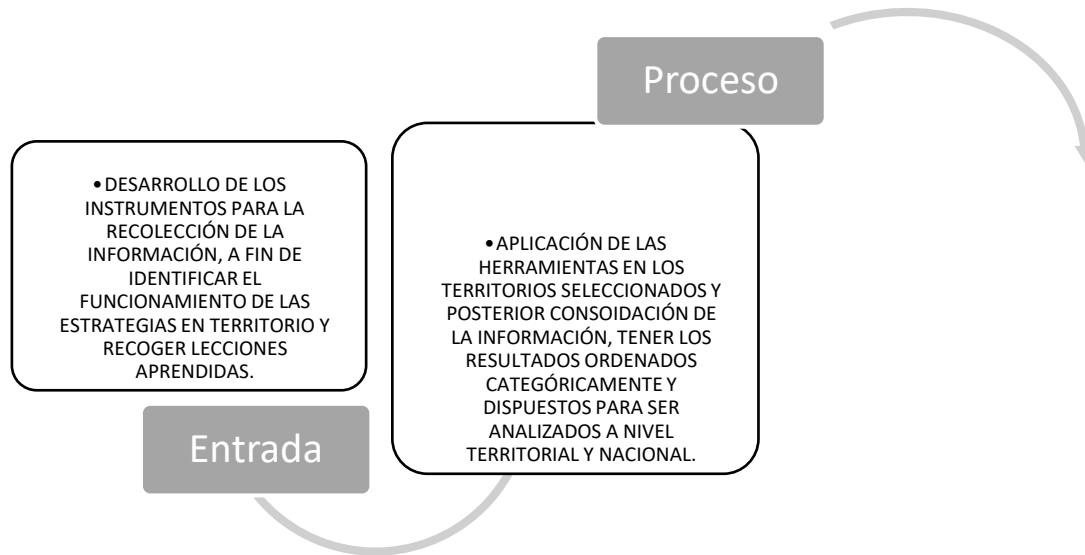 Proceso
• DESARROLLO DE LOS
INSTRUMENTOS PARA LA
RECOLECCIÓN DE LA
INFORMACIÓN, A FIN DE
IDENTIFICAR EL
FUNCIONAMIENTO DE LAS
ESTRATEGIAS EN TERRITORIO Y
RECOGER LECCIONES
APRENDIDAS.
Entrada
• APLICACIÓN DE LAS
HERRAMIENTAS EN LOS
TERRITORIOS SELECCIONADOS Y
POSTERIOR CONSOIDACIÓN DE
LA INFORMACIÓN, TENER LOS
RESULTADOS ORDENADOS
CATEGÓRICAMENTE Y
DISPUESTOS PARA SER
ANALIZADOS A NIVEL
TERRITORIAL Y NACIONAL.